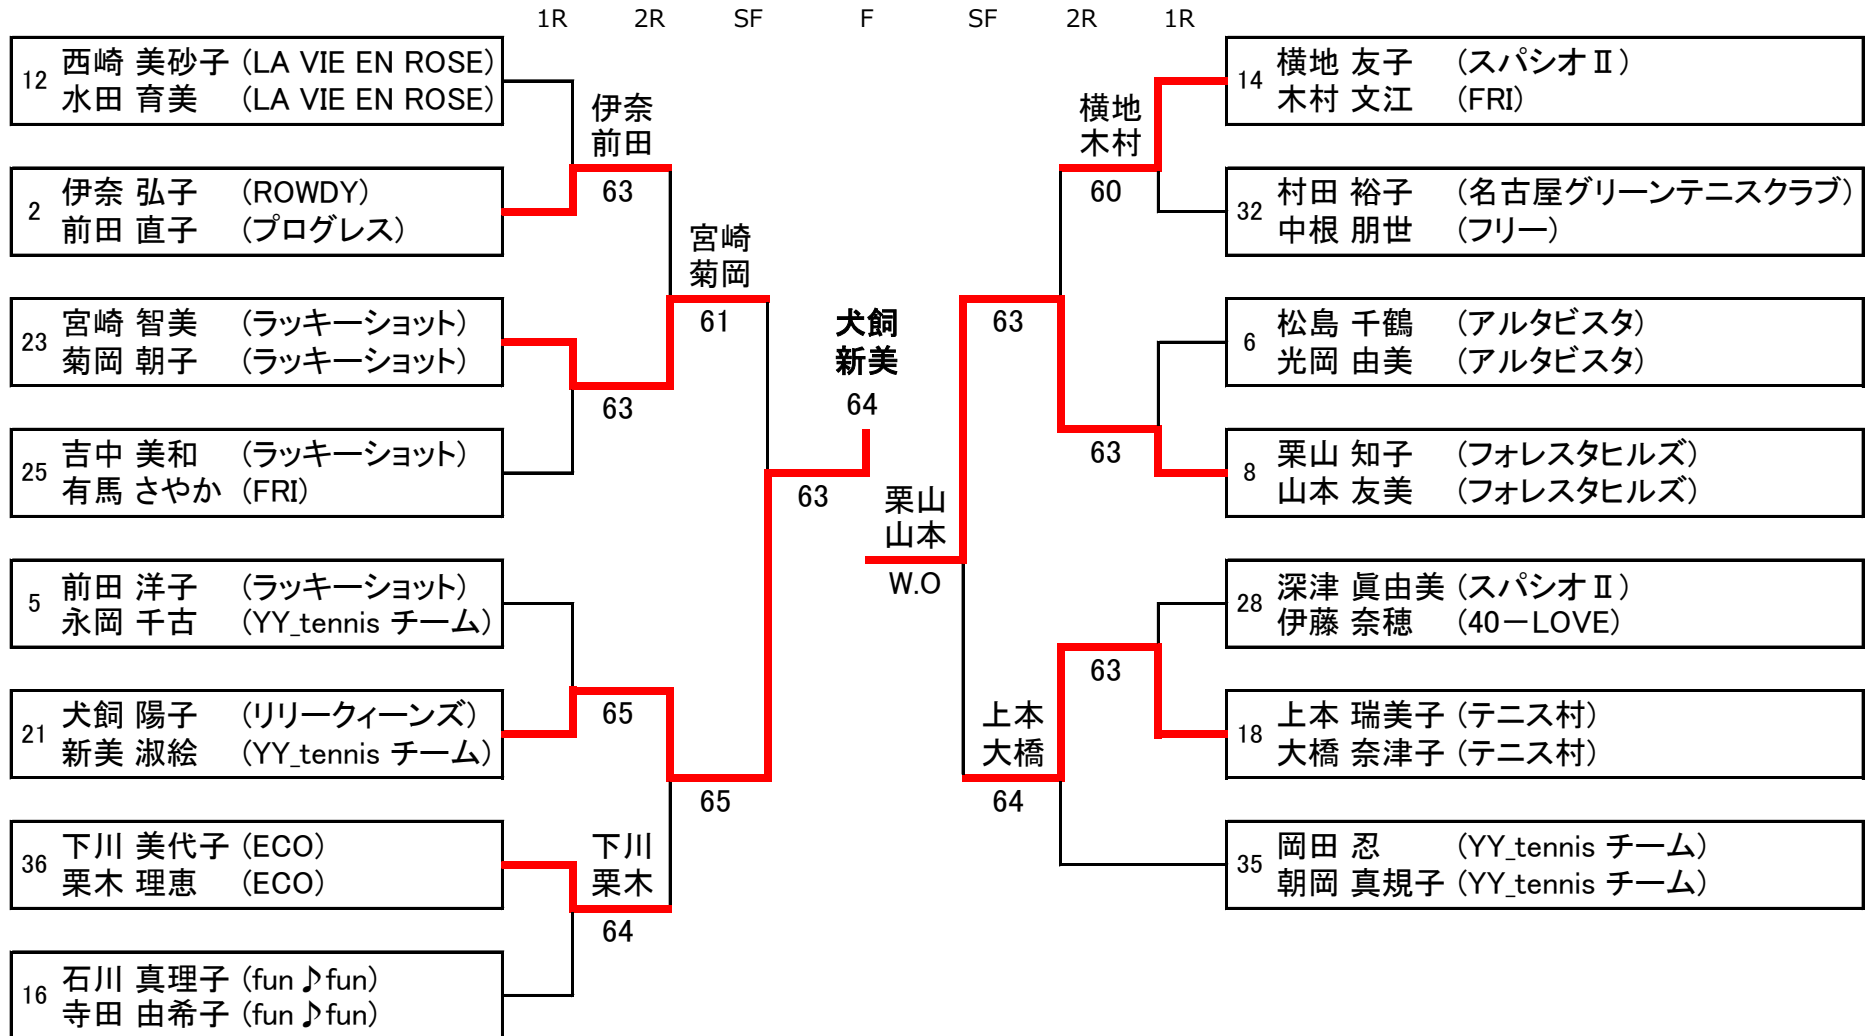 1R 2R SF F SF 2R 1R
12 西崎 美砂子 (LA VIE EN ROSE)
水田 育美 (LA VIE EN ROSE)
2 伊奈 弘子 (ROWDY)
前田 直子 (プログレス)
23 宮崎 智美 (ラッキーショット)
菊岡 朝子 (ラッキーショット)
25 吉中 美和 (ラッキーショット)
有馬 さやか (FRI)
5 前田 洋子 (ラッキーショット)
永岡 千古 (YY_tennis チーム)
21 犬飼 陽子 (リリークィーンズ)
新美 淑絵 (YY_tennis チーム)
36 下川 美代子 (ECO)
栗木 理恵 (ECO)
16 石川 真理子 (fun♪fun)
寺田 由希子 (fun♪fun)
伊奈
前田
63
63
65
下川
栗木
64
宮崎
菊岡
61
65
63
犬飼
新美
64
栗山
山本
W.O
63
上本
大橋
64
横地
木村
60
63
63
14 横地 友子 (スパシオⅡ)
木村 文江 (FRI)
32 村田 裕子 (名古屋グリーンテニスクラブ)
中根 朋世 (フリー)
6 松島 千鶴 (アルタビスタ)
光岡 由美 (アルタビスタ)
8 栗山 知子 (フォレスタヒルズ)
山本 友美 (フォレスタヒルズ)
28 深津 眞由美 (スパシオⅡ)
伊藤 奈穂 (40－LOVE)
18 上本 瑞美子 (テニス村)
大橋 奈津子 (テニス村)
35 岡田 忍 (YY_tennis チーム)
朝岡 真規子 (YY_tennis チーム)